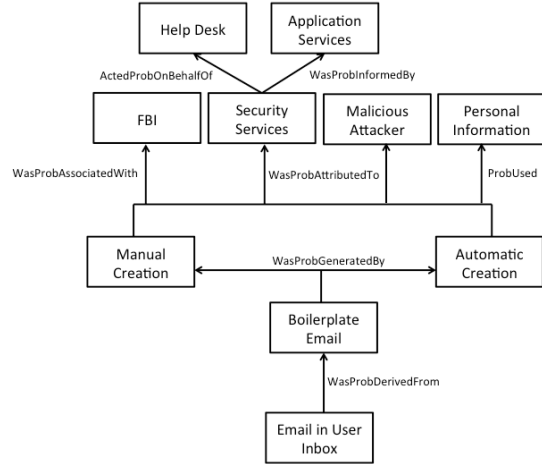 Help Desk
Application
Services
ActedProbOnBehalfOf
WasProbInformedBy
FBI
Security
Services
Malicious
Attacker
Personal
Information
WasProbAssociatedWith
WasProbAttributedTo
ProbUsed
Manual
Creation
WasProbGeneratedBy
Automatic
Creation
Boilerplate
Email
WasProbDerivedFrom
Email in User
Inbox